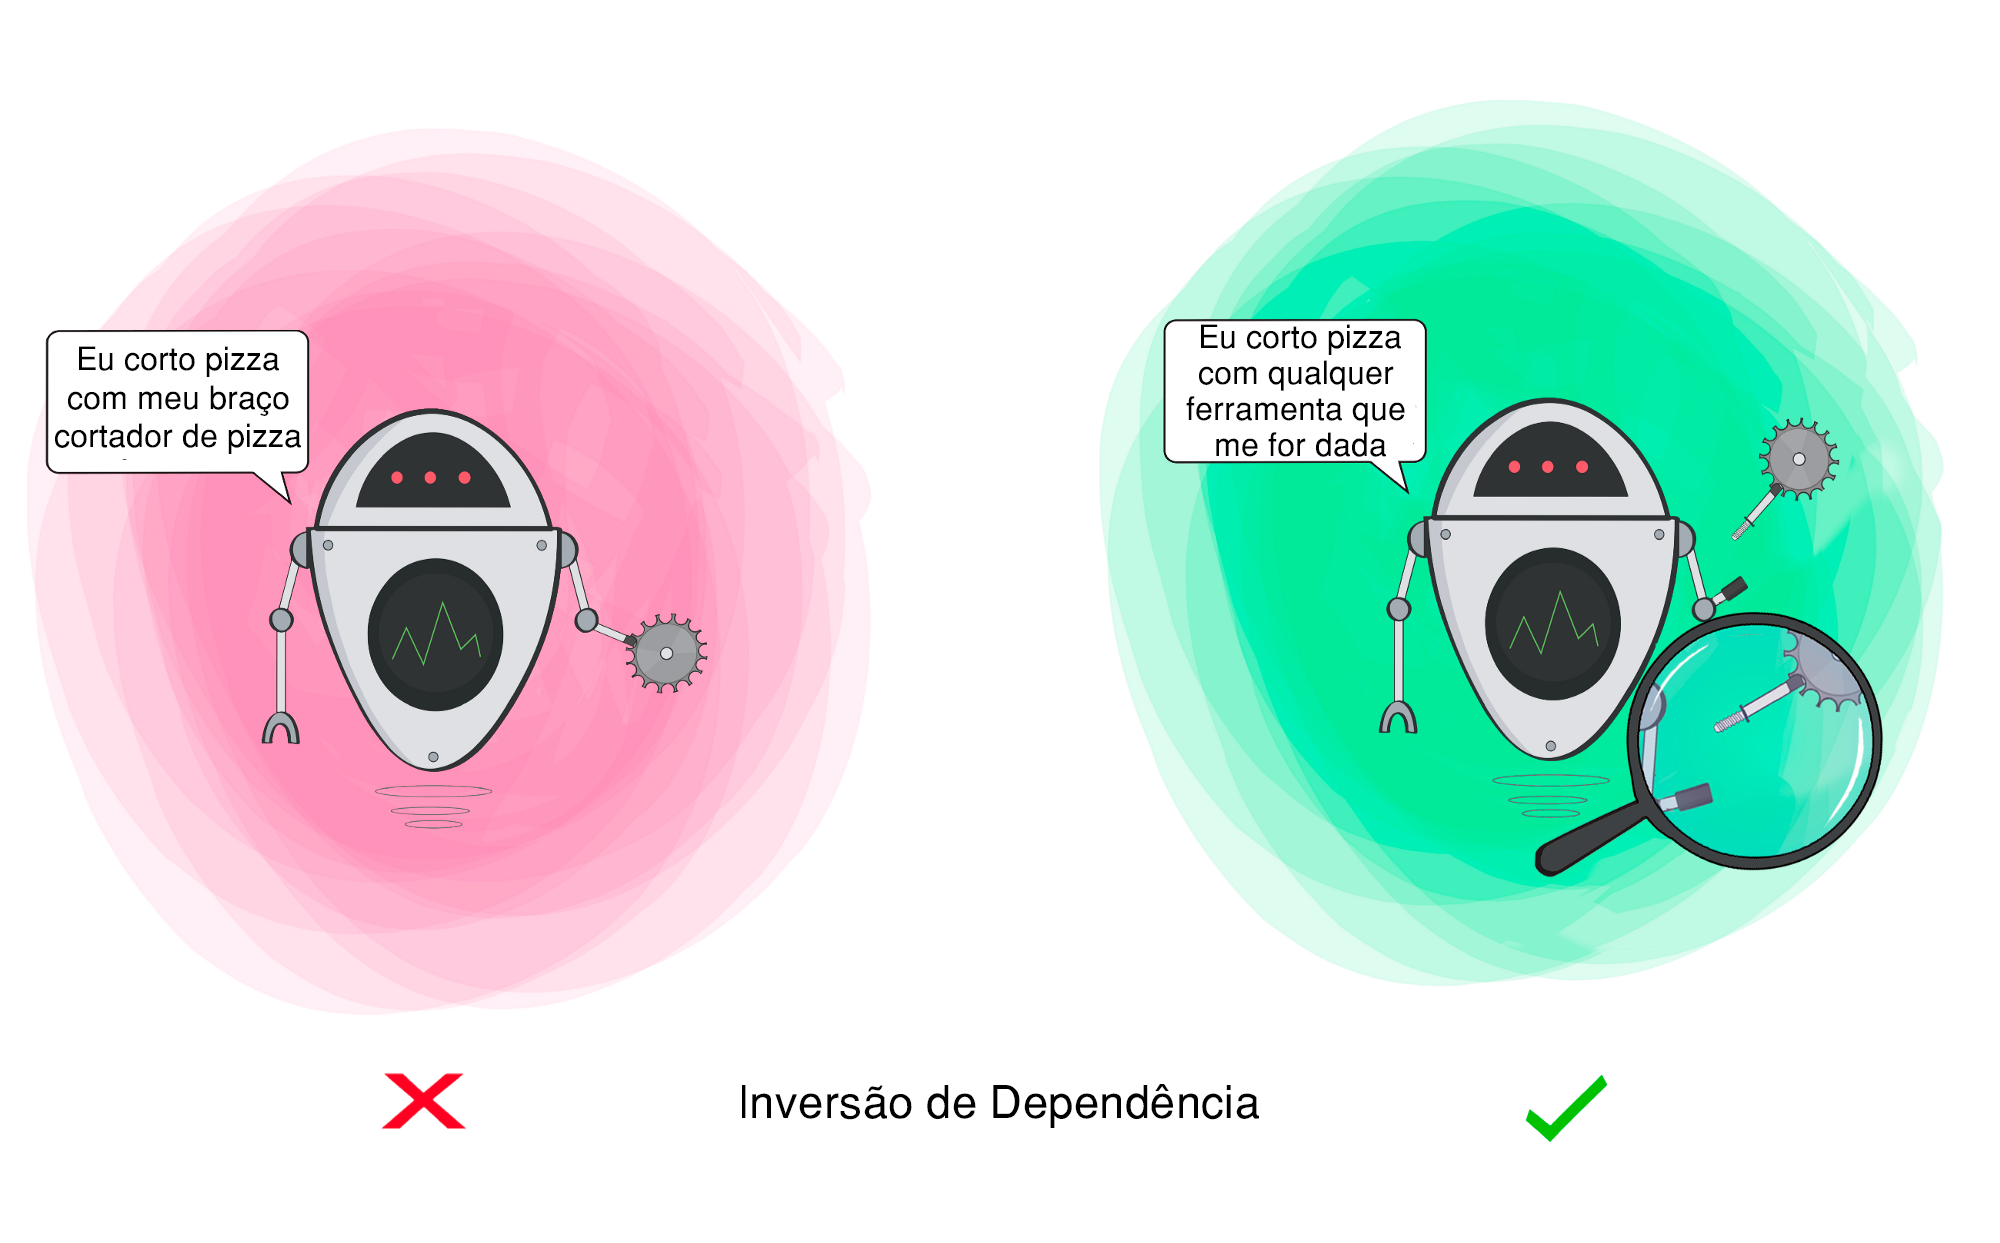 Eu corto pizza
com meu braço
cortador de pizza
Eu corto pizza
com qualquer
ferramenta que
me for dada
Inversão de Dependência